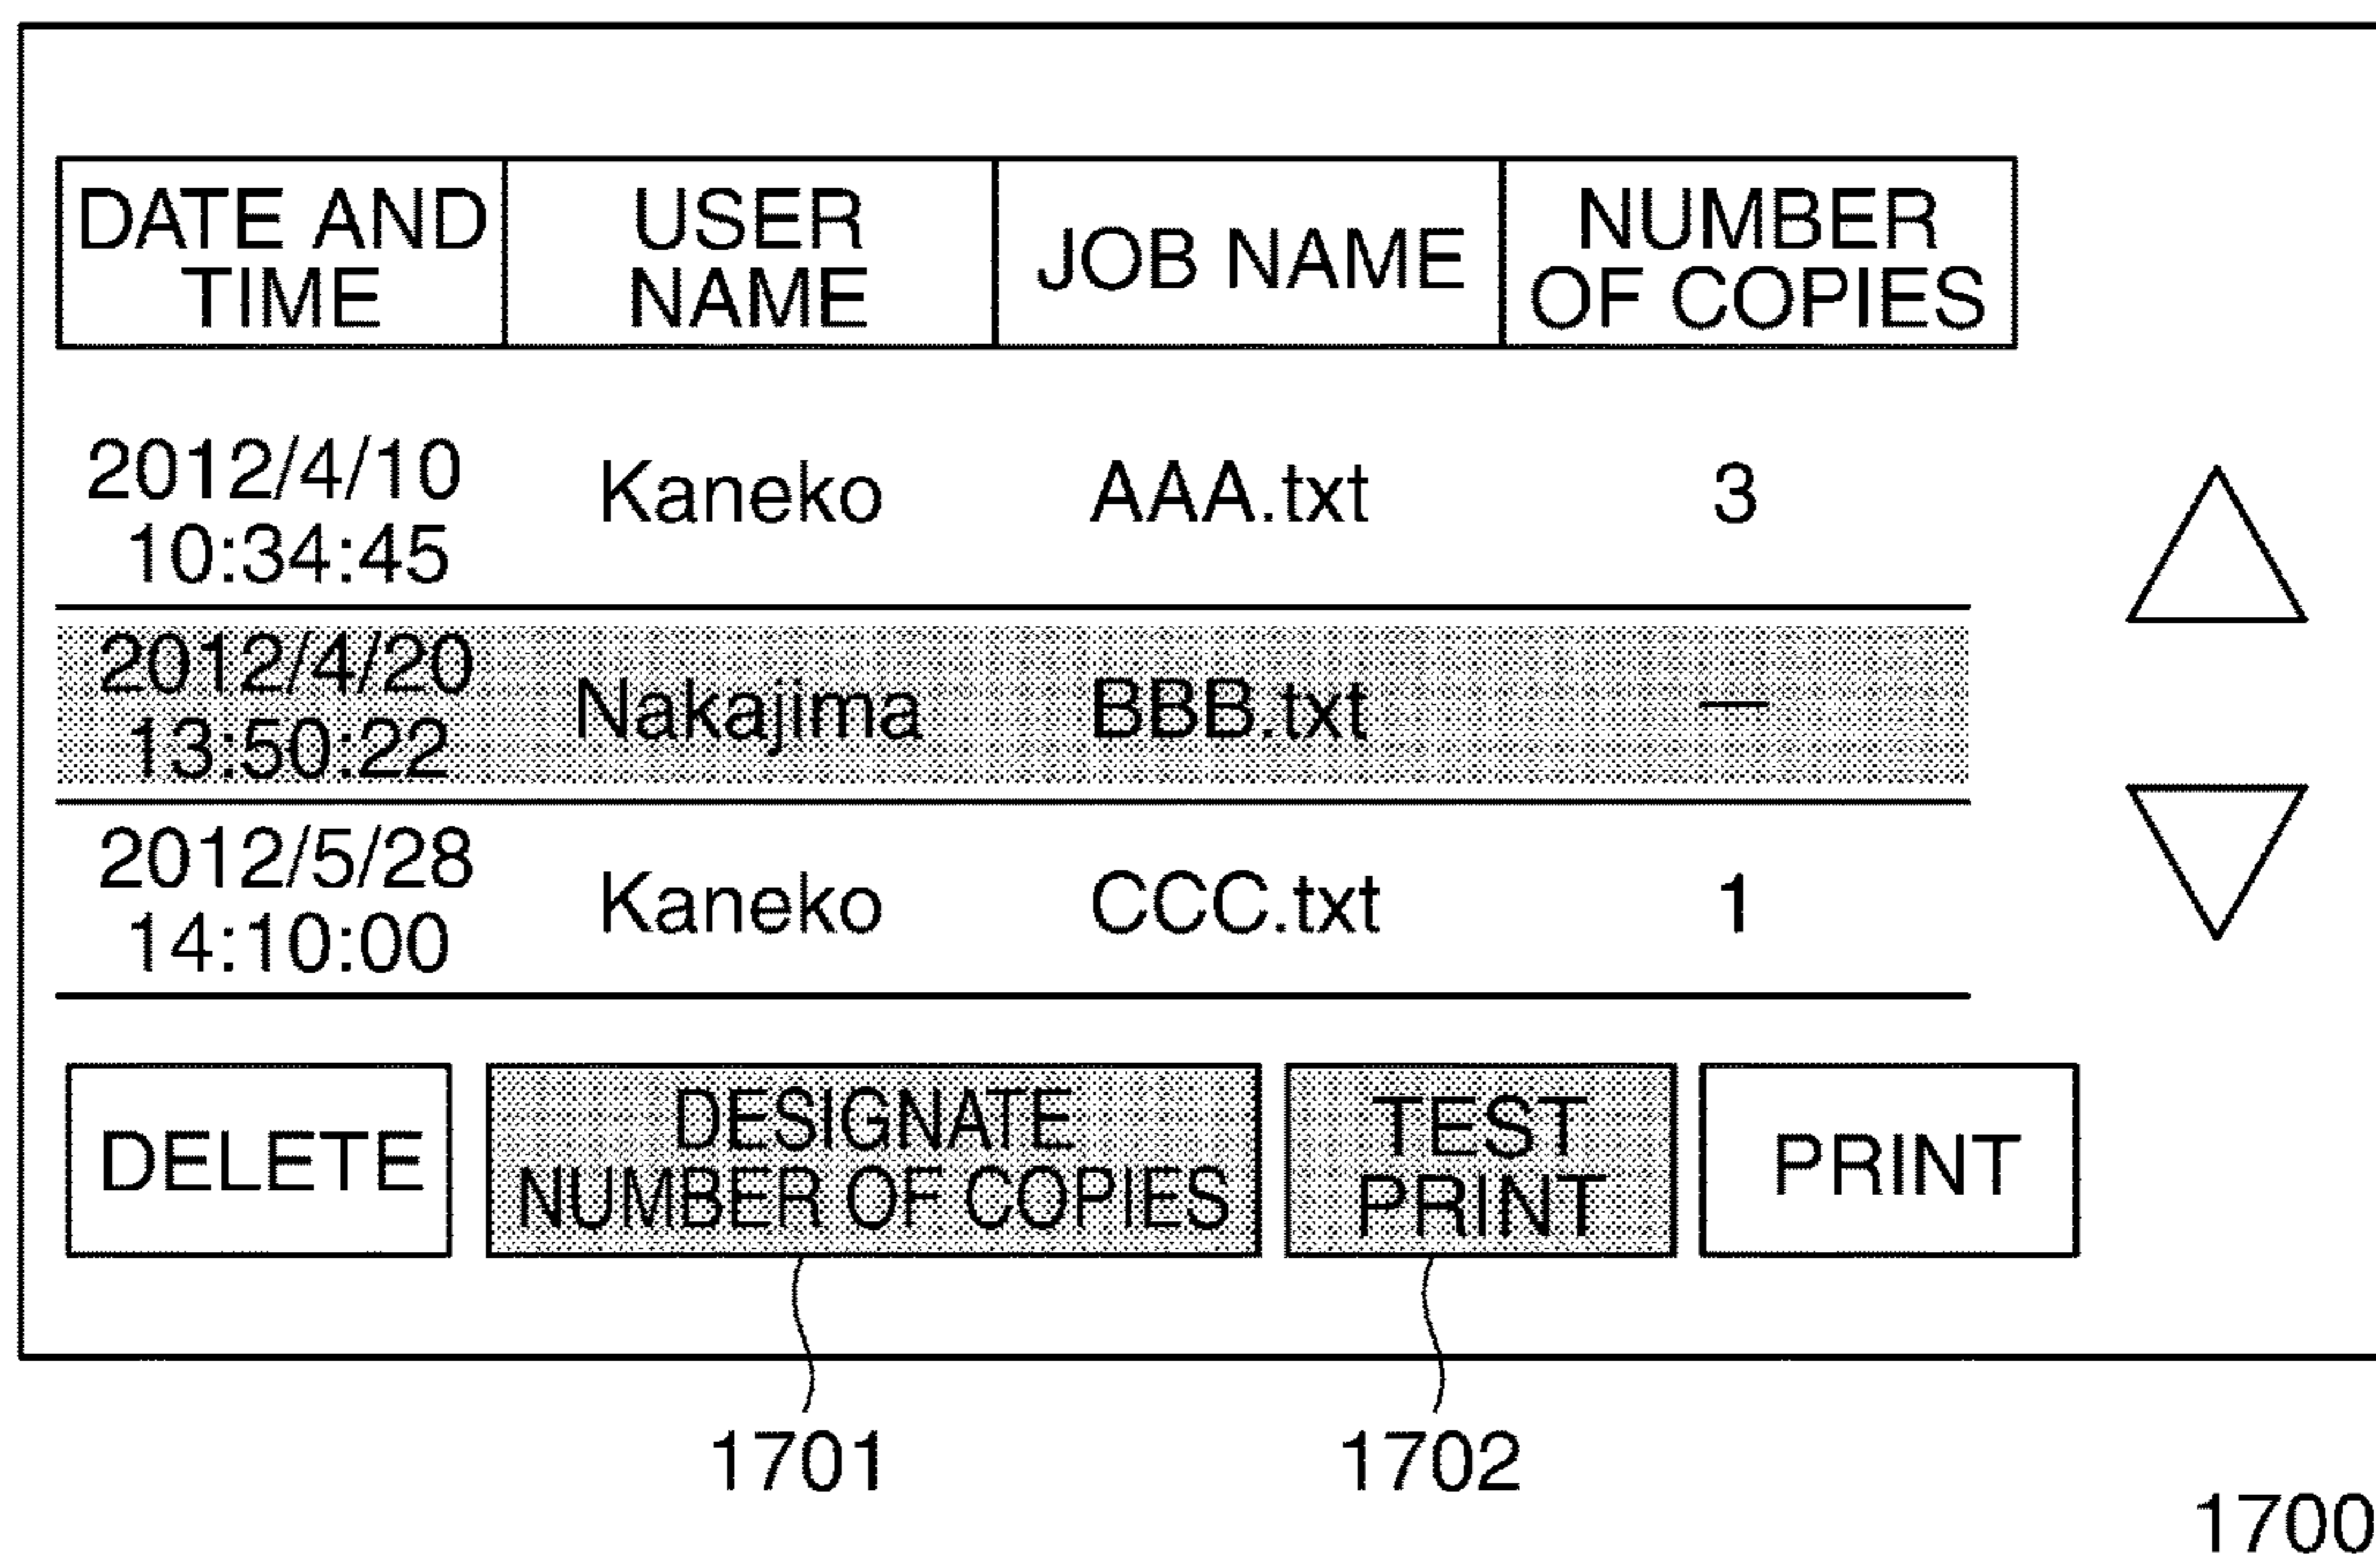 DATE AND TIME USER NAME JOB NAME NUMBER OF COPIES
2012/4/10 10:34:45 Kaneko AAA.txt 3
2012/4/20 13:50:22 Nakajima BBB.txt —
2012/5/28 14:10:00 Kaneko CCC.txt 1
DELETE DESIGNATE NUMBER OF COPIES TEST PRINT PRINT
1701 1702
1700